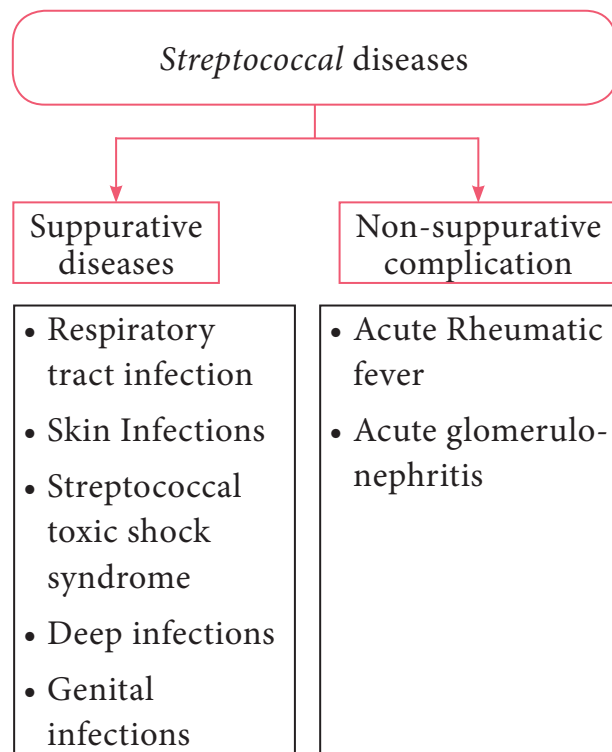 Streptococcal diseases
Suppurative
diseases
• Respiratory
tract infection
• Skin Infections
• Streptococcal
toxic shock
syndrome
• Deep infections
• Genital
infections
Non-suppurative
complication
• Acute Rheumatic
fever
• Acute glomerulo-
nephritis